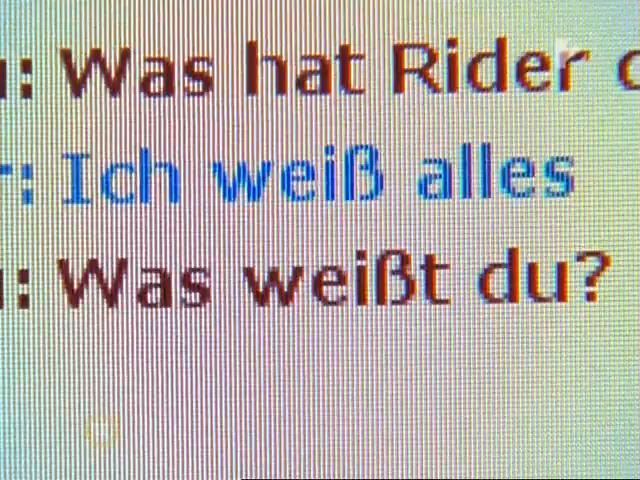 : Was hat Rider
: Ich weiß alles
: Was weißt du?